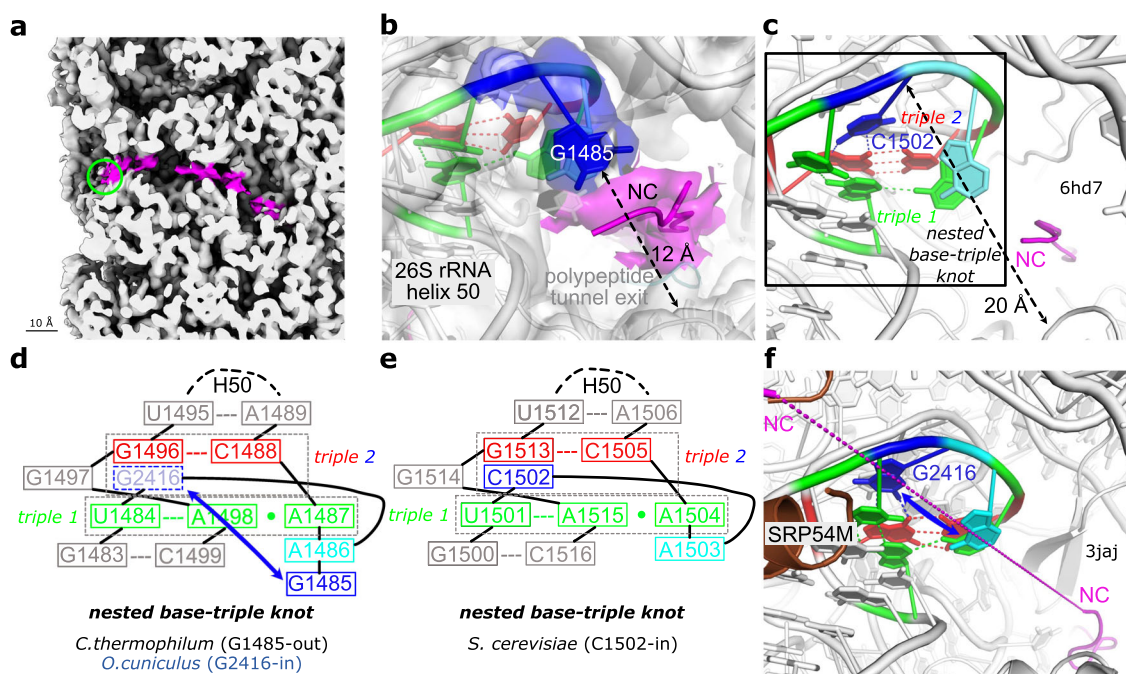 a
10 Å
b
G1485
NC
12 Å
26S rRNA
helix 50
polypeptide
tunnel exit
c
triple 2
C1502
6hd7
triple 1
nested
base-triple
knot
NC
20 Å
d
H50
U1495 --- A1489
G1496 --- C1488
triple 2
G1497
G2416
triple 1
U1484 --- A1498 • A1487
G1483 --- C1499
A1486
G1485
nested base-triple knot
C.thermophilum (G1485-out)
O.cuniculus (G2416-in)
e
H50
U1512 --- A1506
G1513 --- C1505
triple 2
G1514
C1502
triple 1
U1501 --- A1515 • A1504
G1500 --- C1516
A1503
nested base-triple knot
S. cerevisiae (C1502-in)
f
NC
G2416
SRP54M
3jaj
NC